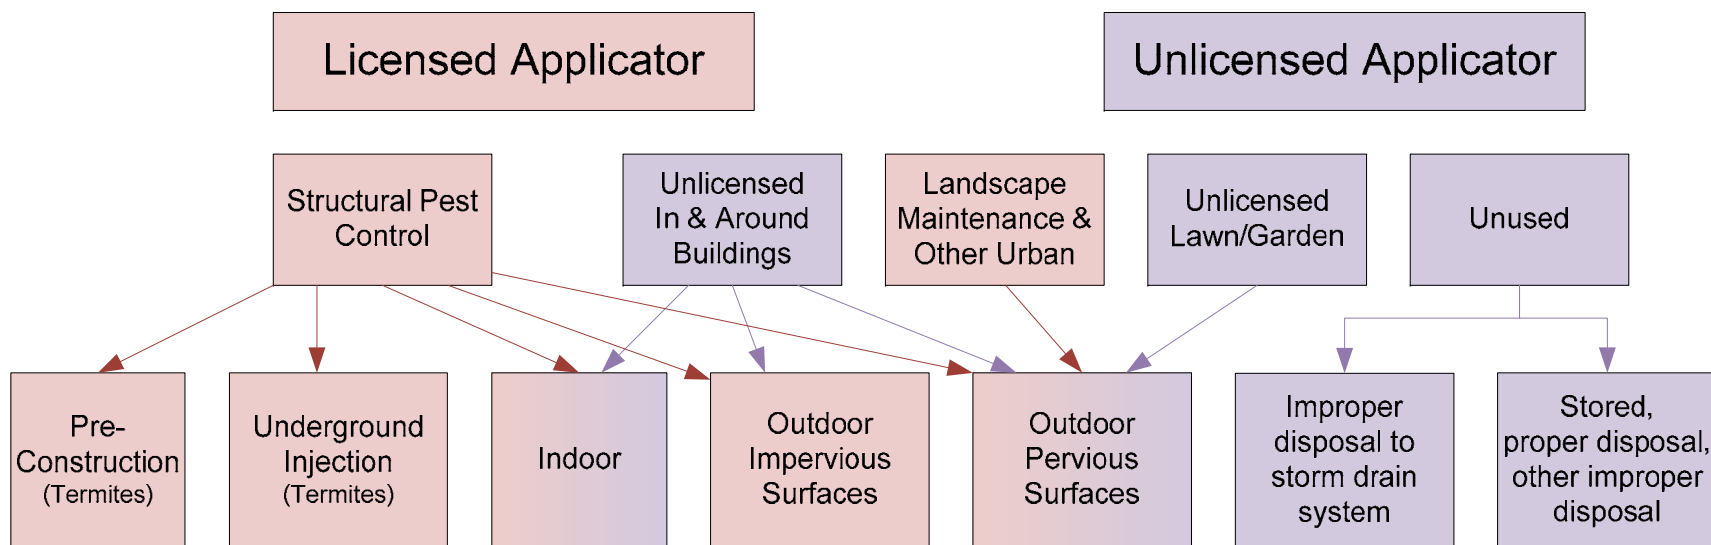 Licensed Applicator
Unlicensed Applicator
Structural Pest
Control
Unlicensed
In & Around
Buildings
Landscape
Maintenance &
Other Urban
Unlicensed
Lawn/Garden
Unused
Pre-
Construction
(Termites)
Underground
Injection
(Termites)
Indoor
Outdoor
Impervious
Surfaces
Outdoor
Pervious
Surfaces
Improper
disposal to
storm drain
system
Stored,
proper disposal,
other improper
disposal